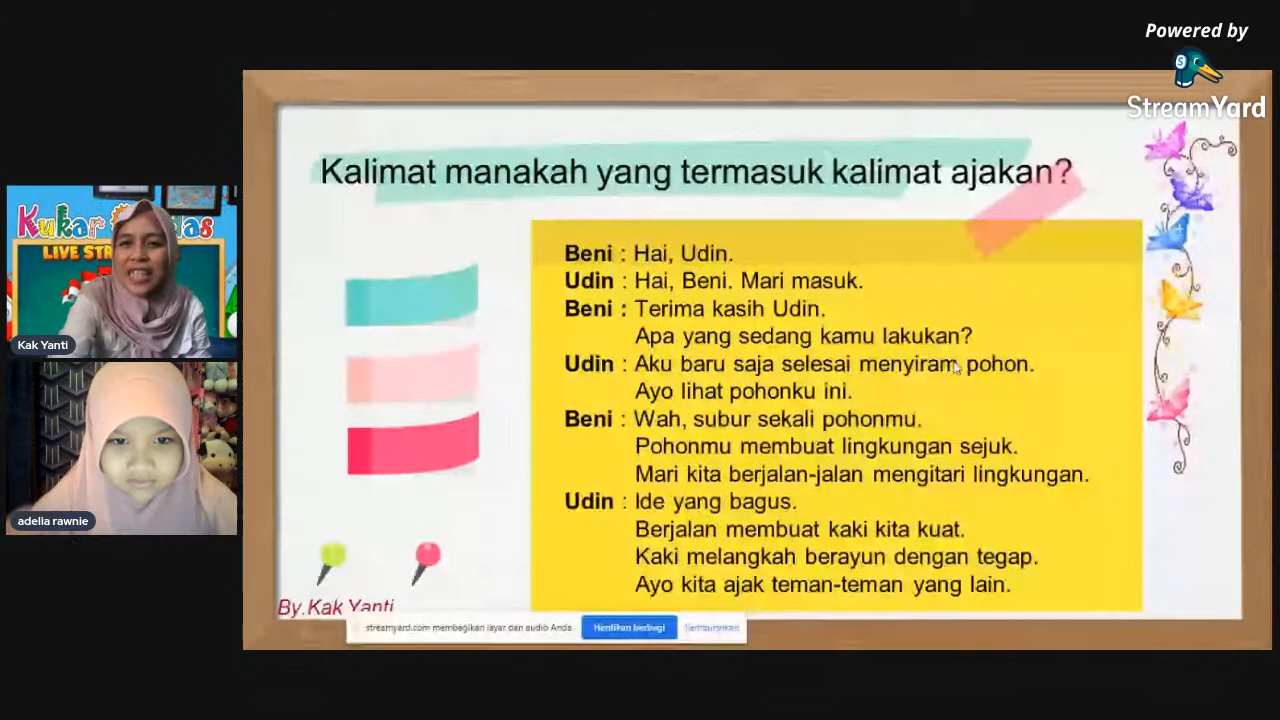 Powered by
StreamYard
Kalimat manakah yang termasuk kalimat ajakan?
Kukar
LIVE STR
Kak Yanti
adelia rawnie
Beni : Hai, Udin.
Udin : Hai, Beni. Mari masuk.
Beni : Terima kasih Udin.
Apa yang sedang kamu lakukan?
Udin : Aku baru saja selesai menyiram pohon.
Ayo lihat pohonku ini.
Beni : Wah, subur sekali pohonmu.
Pohonmu membuat lingkungan sejuk.
Mari kita berjalan-jalan mengitari lingkungan.
Udin : Ide yang bagus.
Berjalan membuat kaki kita kuat.
Kaki melangkah berayun dengan tegap.
Ayo kita ajak teman-teman yang lain.
By.Kak Yanti
streamyard.com membagikan layar dan audio Anda
Hentikan berbagi
Sembunyikan